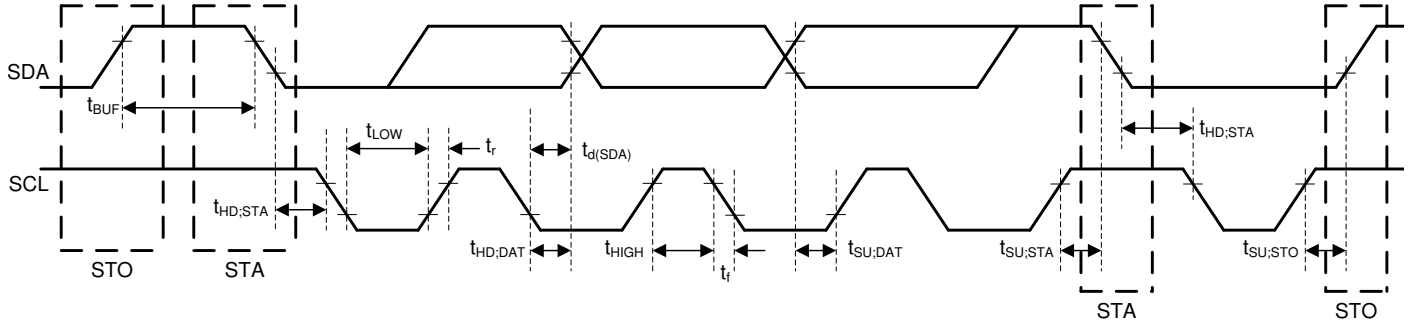 SDA
t_BUF
t_LOW
t_r
t_d(SDA)
t_HD;STA
SCL
t_HD;STA
t_HD;DAT
t_HIGH
t_f
t_SU;DAT
t_SU;STA
t_SU;STO
STO
STA
STA
STO